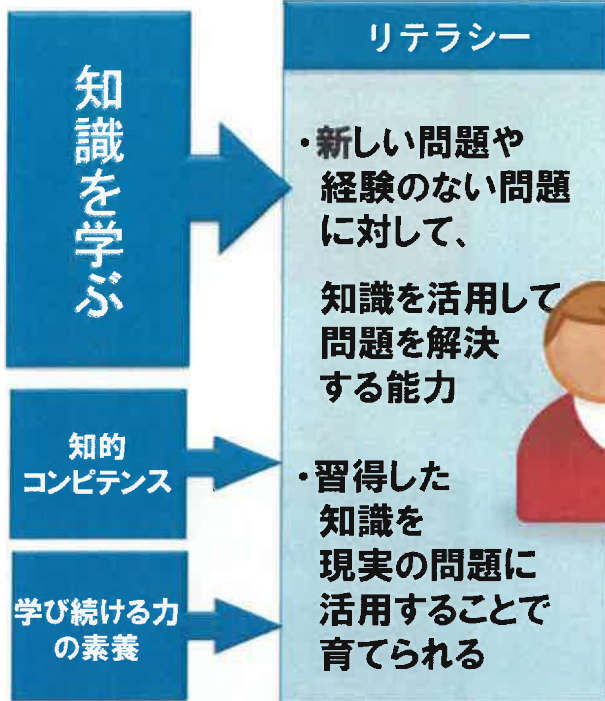 知識を学ぶ
知的
コンピテンス
学び続ける力
の素養
リテラシー
・新しい問題や
経験のない問題
に対して、
知識を活用して
問題を解決
する能力
・習得した
知識を
現実の問題に
活用することで
育てられる